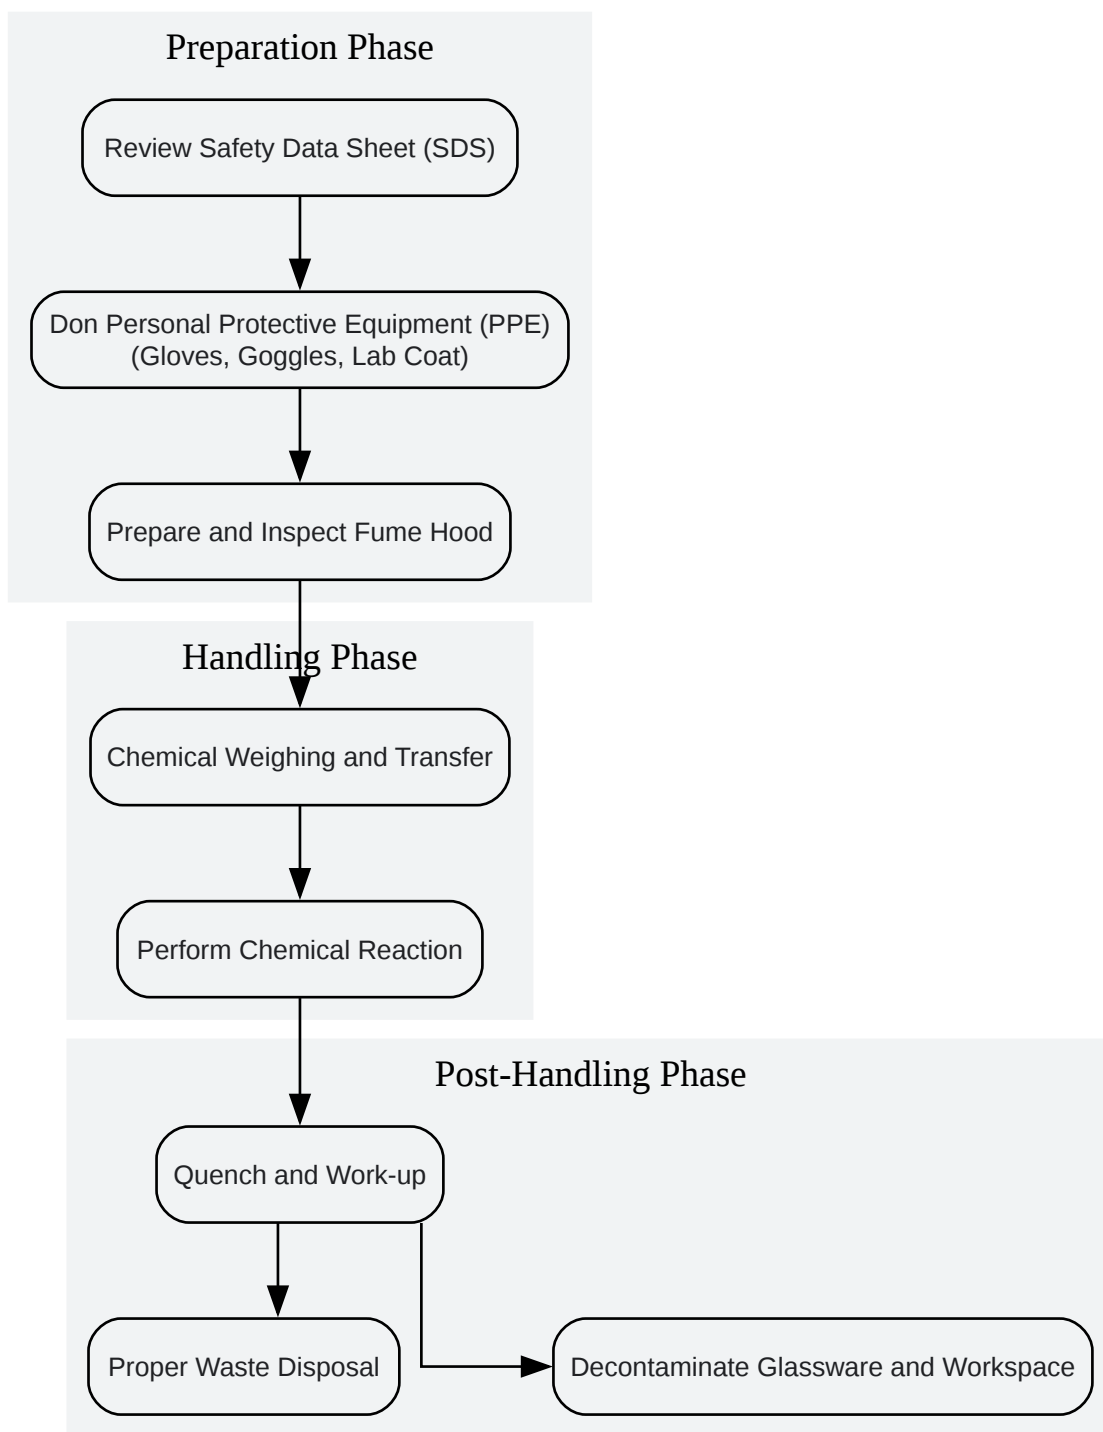 Preparation Phase
Review Safety Data Sheet (SDS)
Don Personal Protective Equipment (PPE)
(Gloves, Goggles, Lab Coat)
Prepare and Inspect Fume Hood
Handling Phase
Chemical Weighing and Transfer
Perform Chemical Reaction
Post-Handling Phase
Quench and Work-up
Proper Waste Disposal
Decontaminate Glassware and Workspace